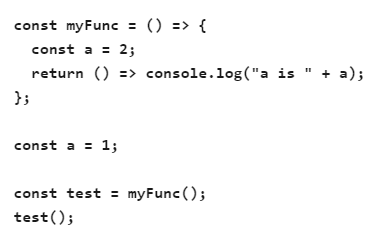 const myFunc = () => {
  const a = 2;
  return () => console.log("a is " + a);
};

const a = 1;

const test = myFunc();
test();